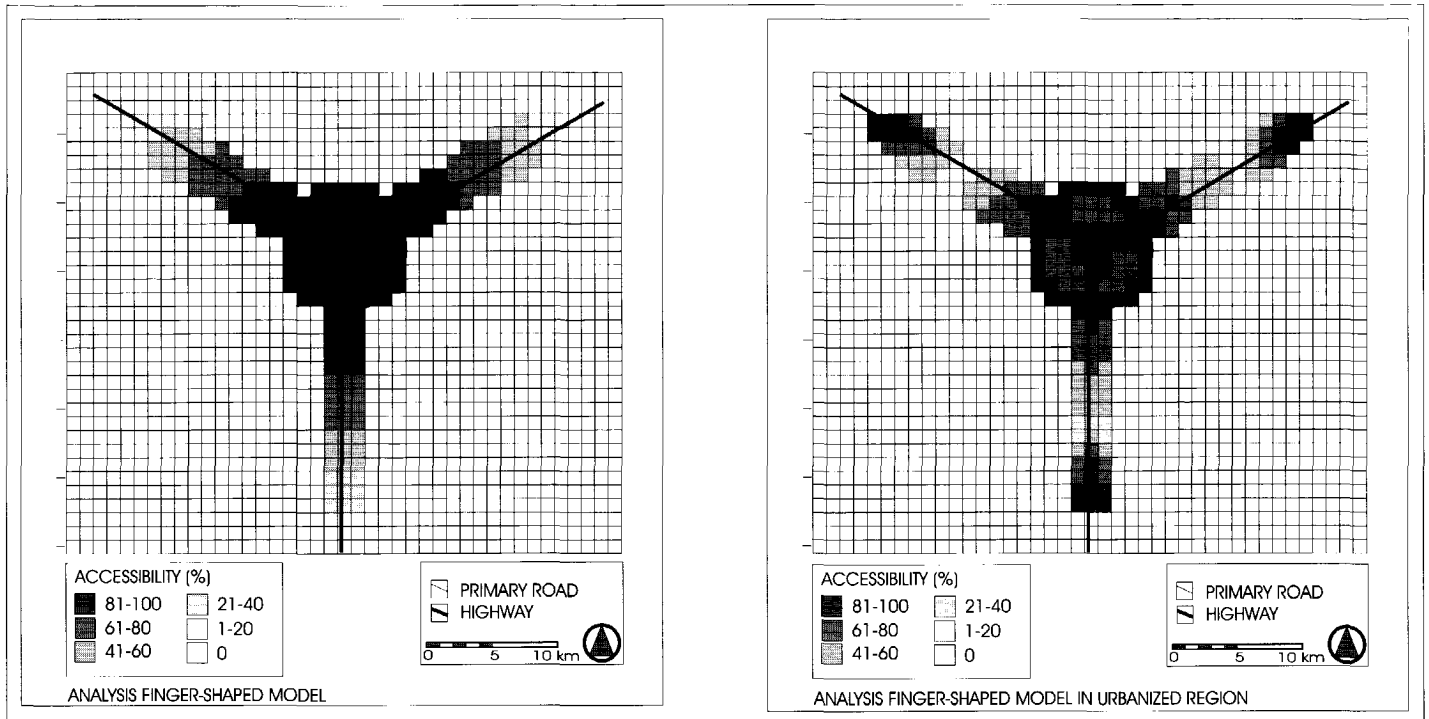 ACCESSIBILITY (%)
81-100
21-40
61-80
1-20
41-60
0
PRIMARY ROAD
HIGHWAY
0 5 10 km
ANALYSIS FINGER-SHAPED MODEL
ACCESSIBILITY (%)
81-100
21-40
61-80
1-20
41-60
0
PRIMARY ROAD
HIGHWAY
0 5 10 km
ANALYSIS FINGER-SHAPED MODEL IN URBANIZED REGION